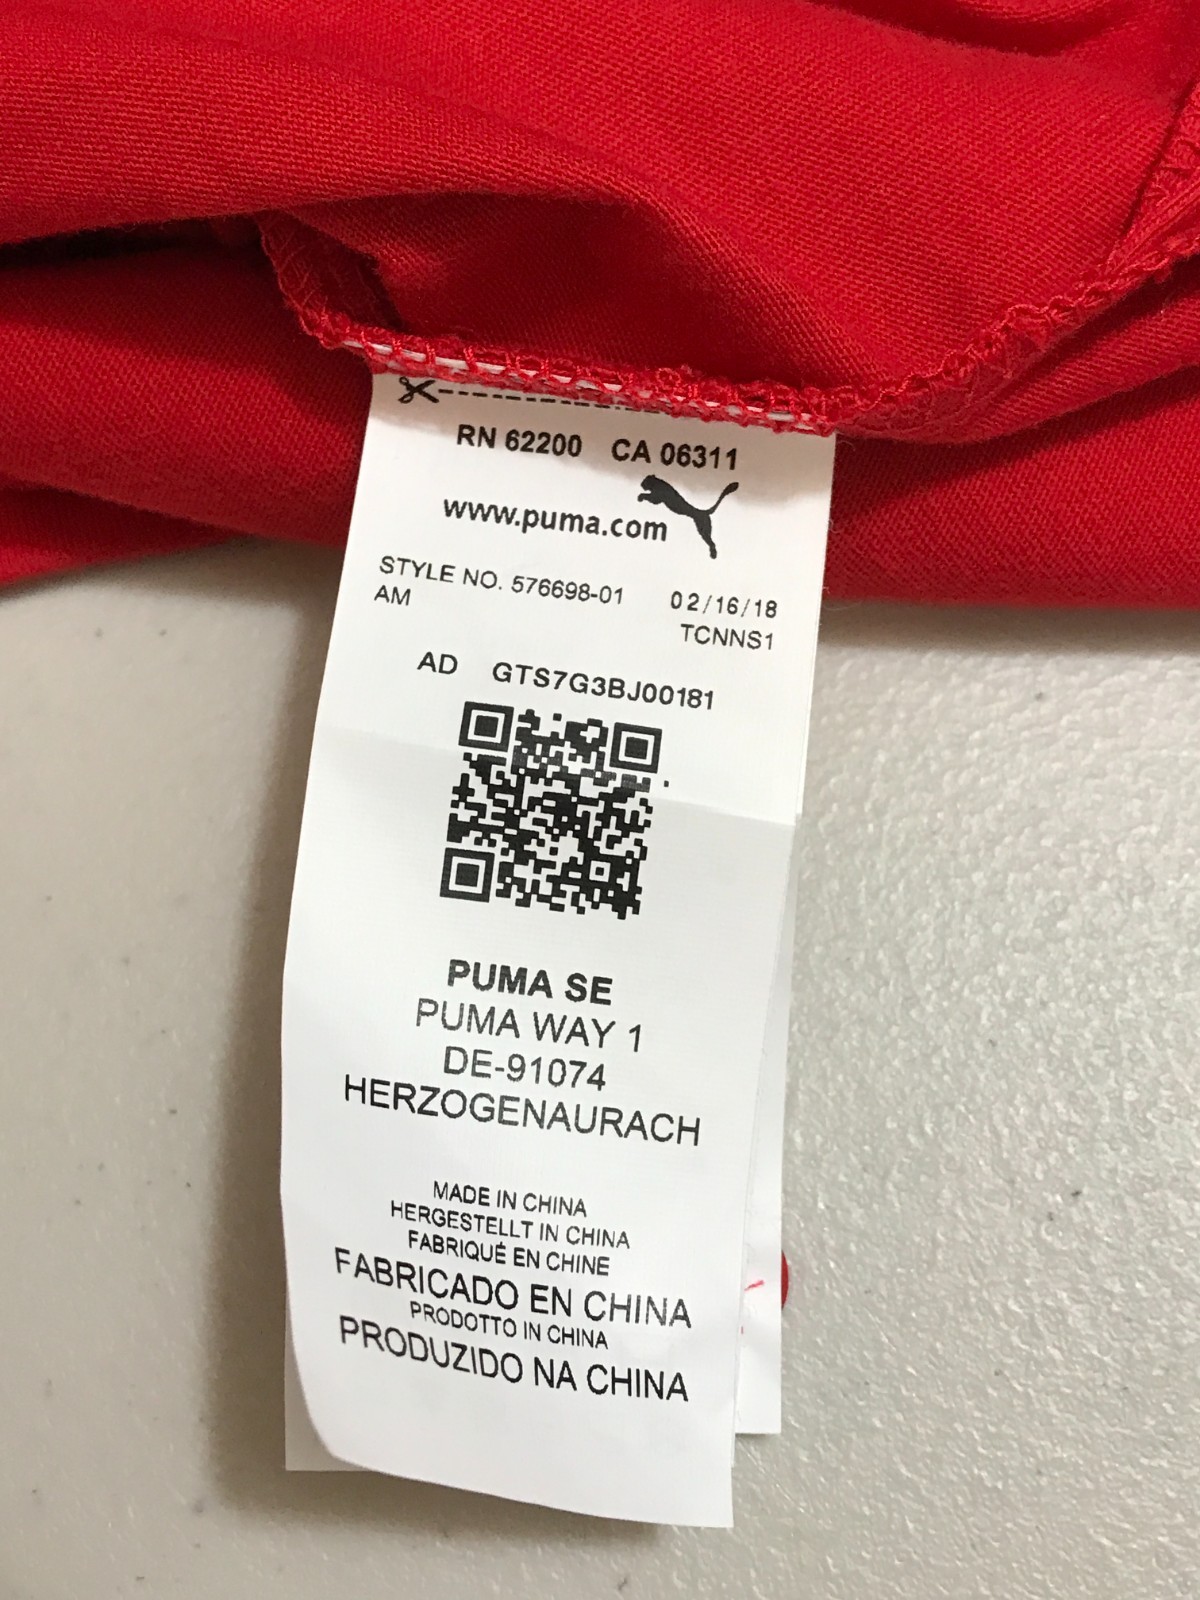 RN 62200 CA 06311
www.puma.com
STYLE NO. 576698-01 02/16/18
AM TCNNS1
AD GTS7G3BJ00181
PUMA SE
PUMA WAY 1
DE-91074
HERZOGENAURACH
MADE IN CHINA
HERGESTELLT IN CHINA
FABRIQUÉ EN CHINE
FABRICADO EN CHINA
PRODOTTO IN CHINA
PRODUZIDO NA CHINA